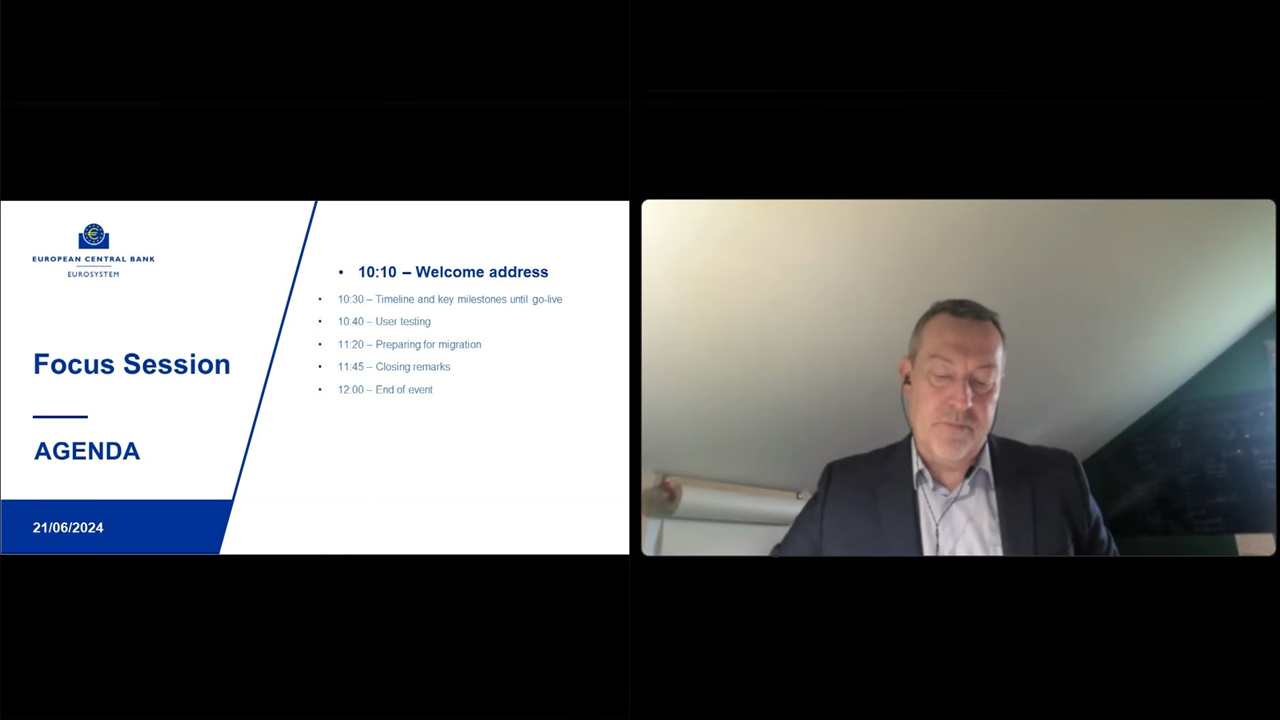 EUROPEAN CENTRAL BANK
EUROSYSTEM
Focus Session
AGENDA
21/06/2024
• 10:10 – Welcome address
• 10:30 – Timeline and key milestones until go-live
• 10:40 – User testing
• 11:20 – Preparing for migration
• 11:45 – Closing remarks
• 12:00 – End of event